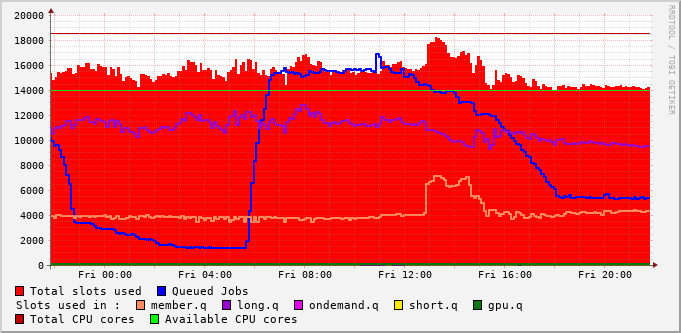 20000
18000
16000
14000
12000
10000
8000
6000
4000
2000
0
Fri 00:00 Fri 04:00 Fri 08:00 Fri 12:00 Fri 16:00 Fri 20:00
Total slots used Queued Jobs
Slots used in : member.q long.q ondemand.q short.q gpu.q
Total CPU cores Available CPU cores
RRDTOOL / TOBI OETIKER